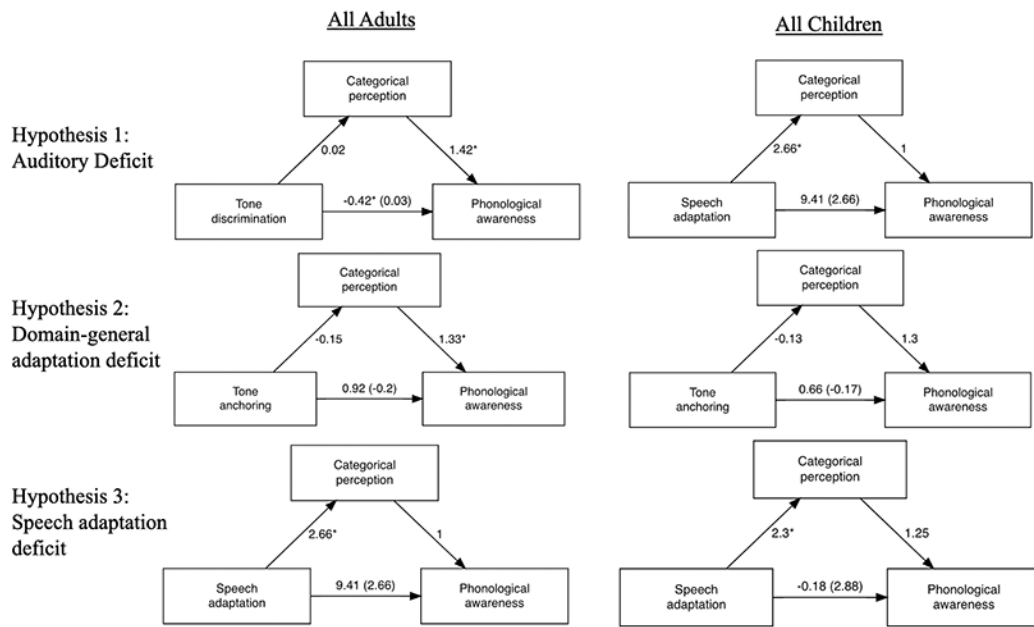 All Adults
All Children
Hypothesis 1:
Auditory Deficit
Categorical
perception
0.02
1.42*
Tone
discrimination
-0.42* (0.03)
Phonological
awareness
Categorical
perception
2.66*
1
Speech
adaptation
9.41 (2.66)
Phonological
awareness
Hypothesis 2:
Domain-general
adaptation deficit
Categorical
perception
-0.15
1.33*
Tone
anchoring
0.92 (-0.2)
Phonological
awareness
Categorical
perception
-0.13
1.3
Tone
anchoring
0.66 (-0.17)
Phonological
awareness
Hypothesis 3:
Speech adaptation
deficit
Categorical
perception
2.66*
1
Speech
adaptation
9.41 (2.66)
Phonological
awareness
Categorical
perception
2.3*
1.25
Speech
adaptation
-0.18 (2.88)
Phonological
awareness